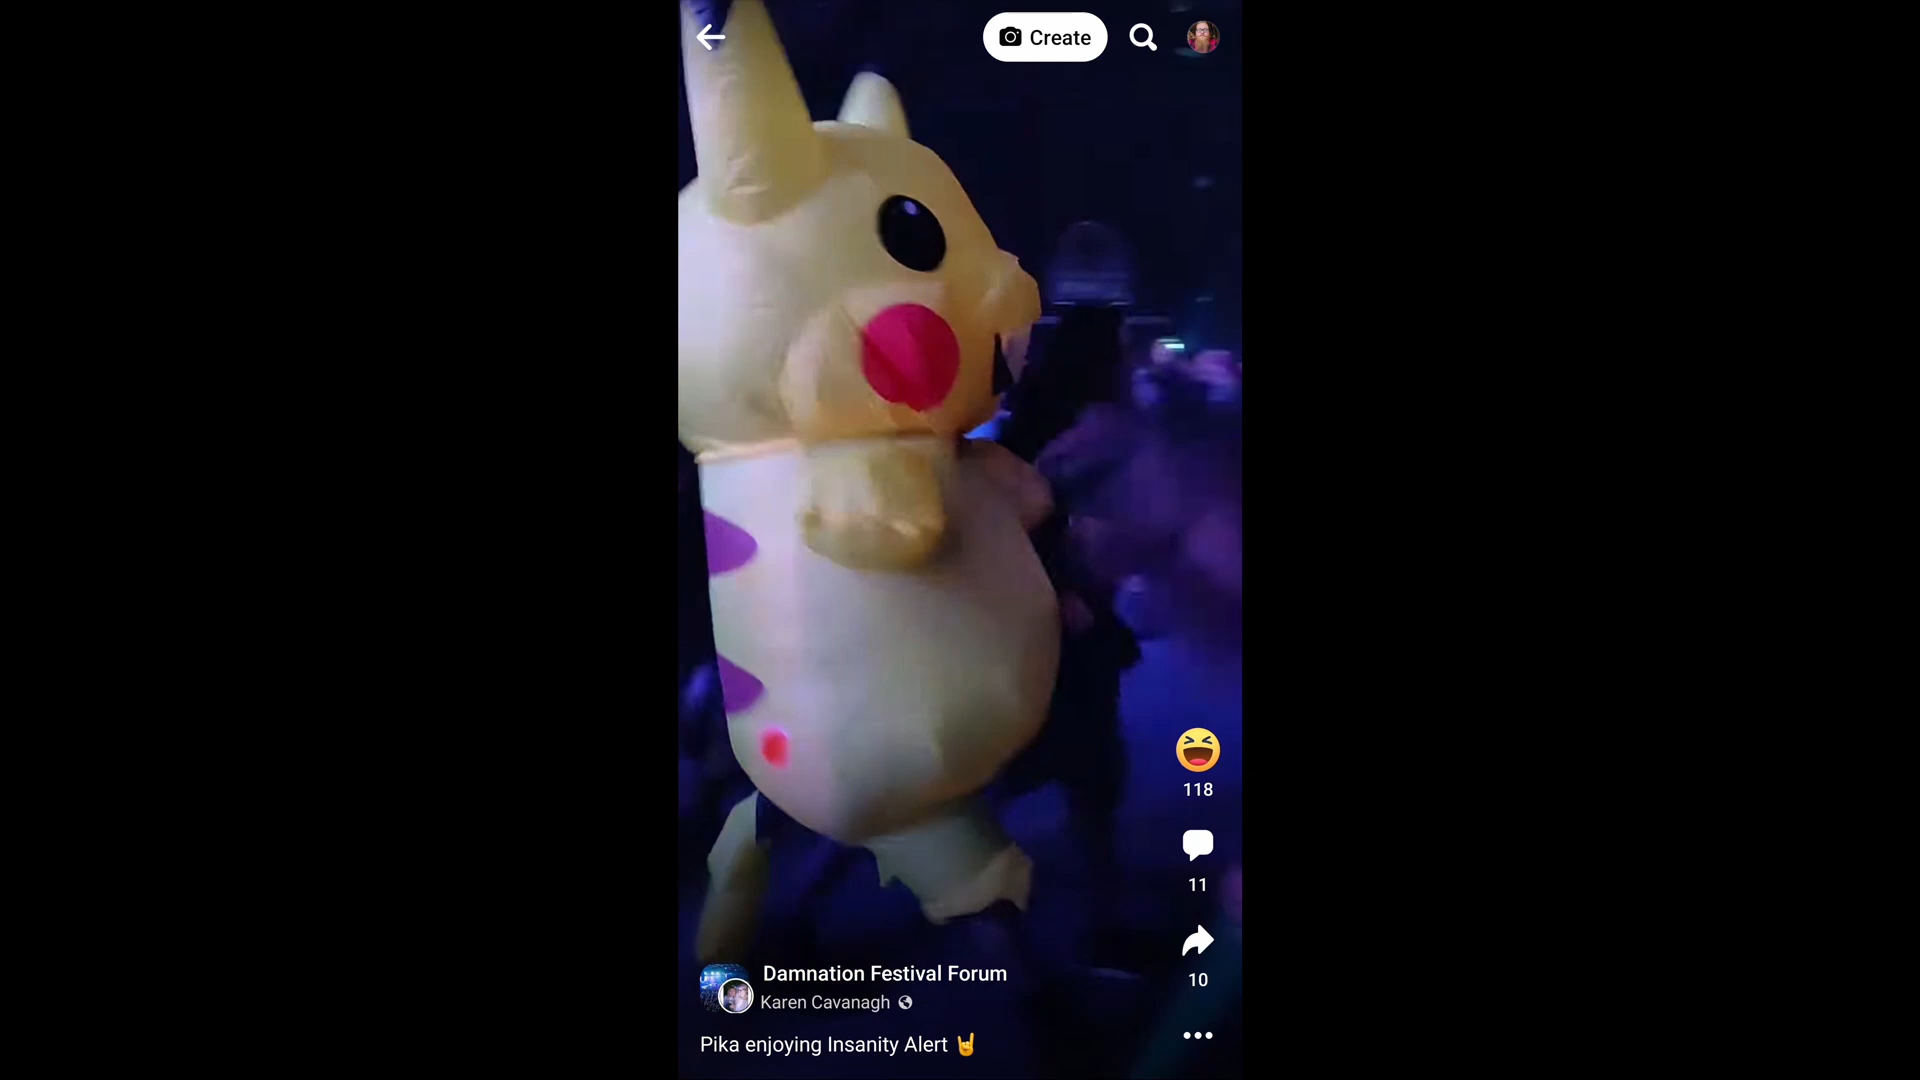 Create
118
11
10
Damnation Festival Forum
Karen Cavanagh
Pika enjoying Insanity Alert 🤘